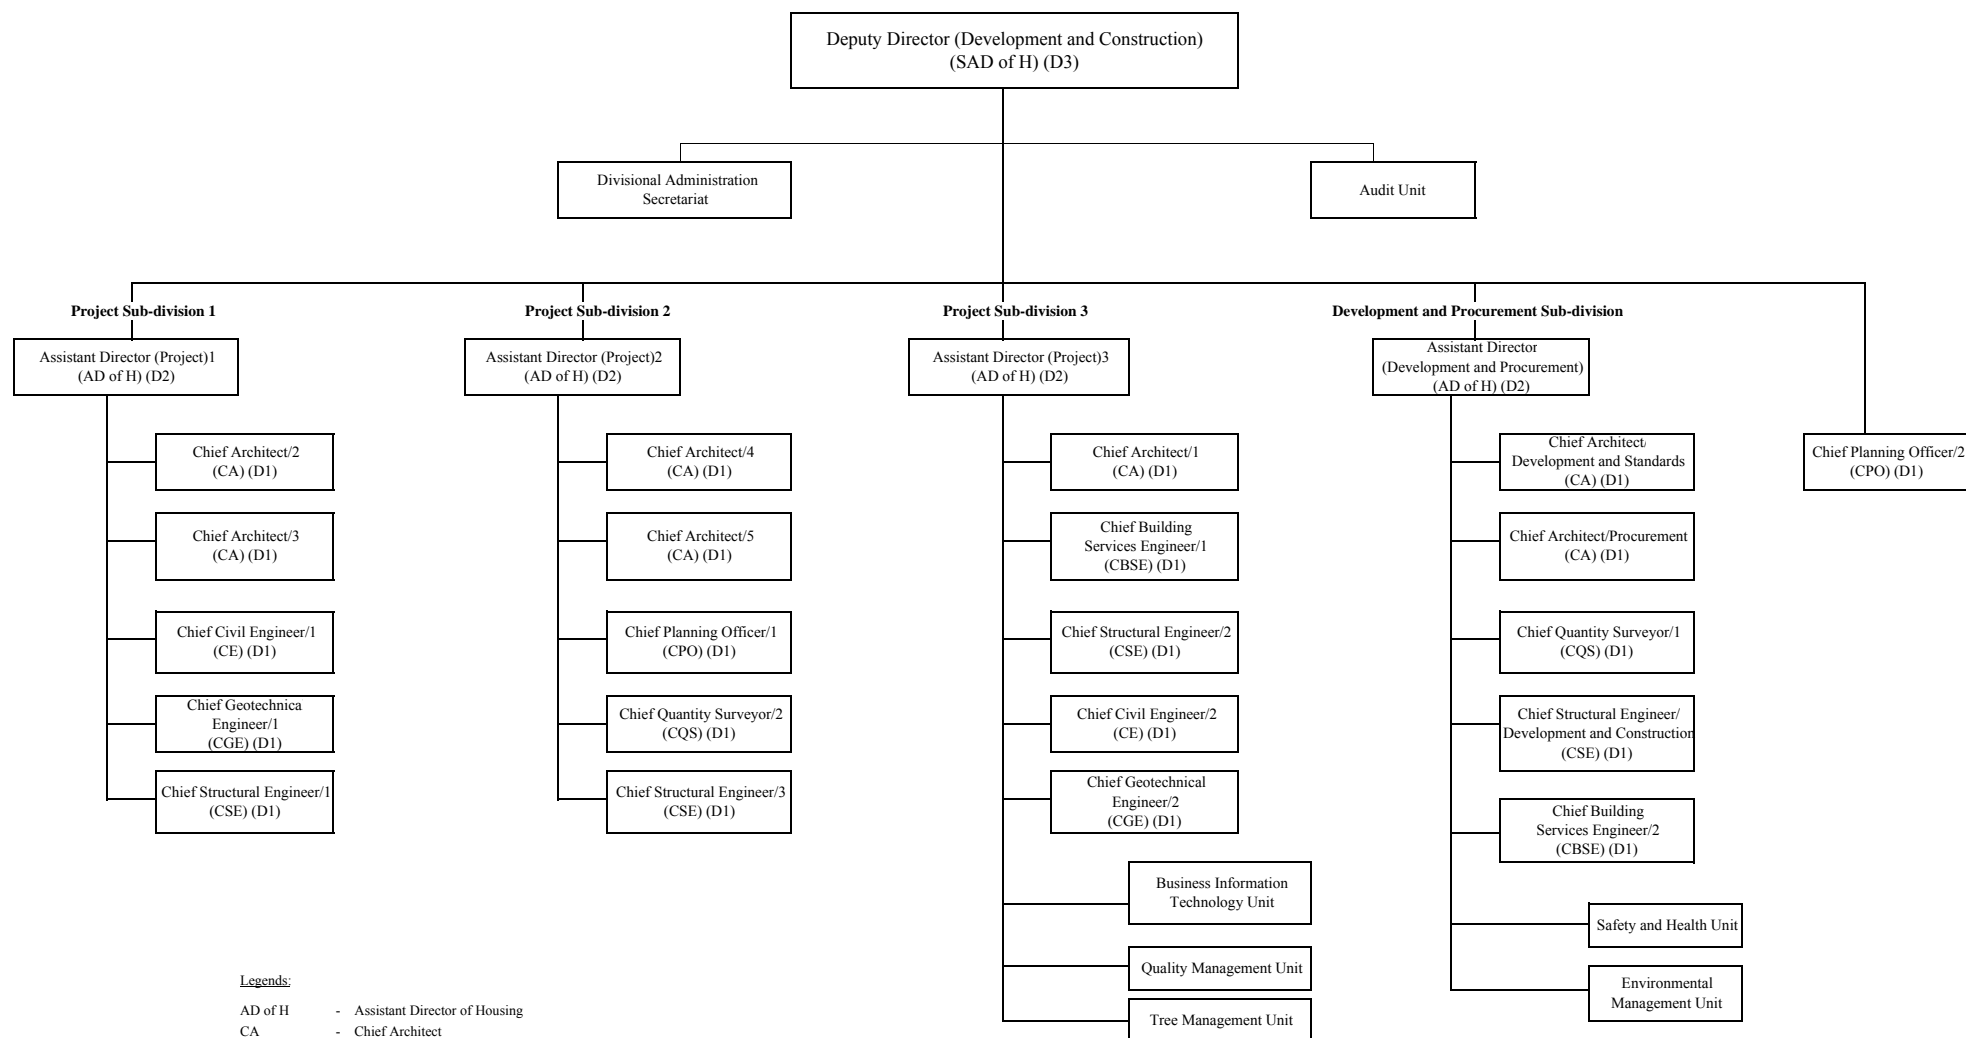 Deputy Director (Development and Construction)
(SAD of H) (D3)
Divisional Administration
Secretariat
Audit Unit
Project Sub-division 1
Project Sub-division 2
Project Sub-division 3
Development and Procurement Sub-division
Assistant Director (Project)1
(AD of H) (D2)
Assistant Director (Project)2
(AD of H) (D2)
Assistant Director (Project)3
(AD of H) (D2)
Assistant Director
(Development and Procurement)
(AD of H) (D2)
Chief Architect/2
(CA) (D1)
Chief Architect/3
(CA) (D1)
Chief Civil Engineer/1
(CE) (D1)
Chief Geotechnica
Engineer/1
(CGE) (D1)
Chief Structural Engineer/1
(CSE) (D1)
Chief Architect/4
(CA) (D1)
Chief Architect/5
(CA) (D1)
Chief Planning Officer/1
(CPO) (D1)
Chief Quantity Surveyor/2
(CQS) (D1)
Chief Structural Engineer/3
(CSE) (D1)
Chief Architect/1
(CA) (D1)
Chief Building
Services Engineer/1
(CBSE) (D1)
Chief Structural Engineer/2
(CSE) (D1)
Chief Civil Engineer/2
(CE) (D1)
Chief Geotechnical
Engineer/2
(CGE) (D1)
Business Information
Technology Unit
Quality Management Unit
Tree Management Unit
Chief Architect/
Development and Standards
(CA) (D1)
Chief Architect/Procurement
(CA) (D1)
Chief Quantity Surveyor/1
(CQS) (D1)
Chief Structural Engineer/
Development and Construction
(CSE) (D1)
Chief Building
Services Engineer/2
(CBSE) (D1)
Safety and Health Unit
Environmental
Management Unit
Chief Planning Officer/2
(CPO) (D1)
Legends:
AD of H - Assistant Director of Housing
CA - Chief Architect